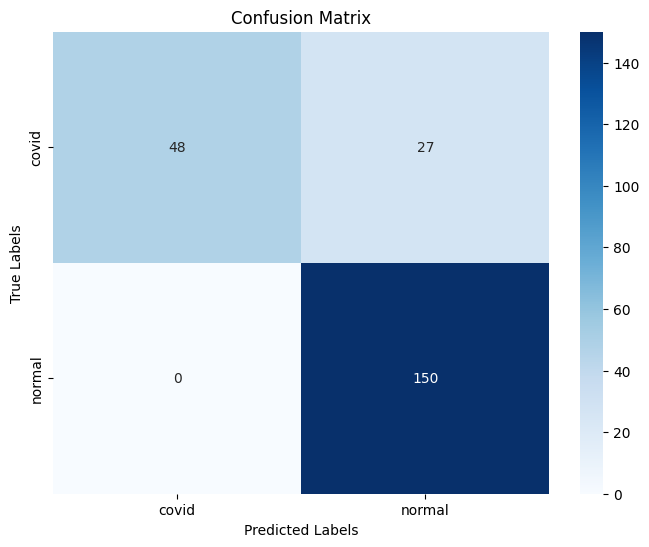 Confusion Matrix
True Labels
covid
normal
48
27
0
150
covid
normal
Predicted Labels
140
120
100
80
60
40
20
0